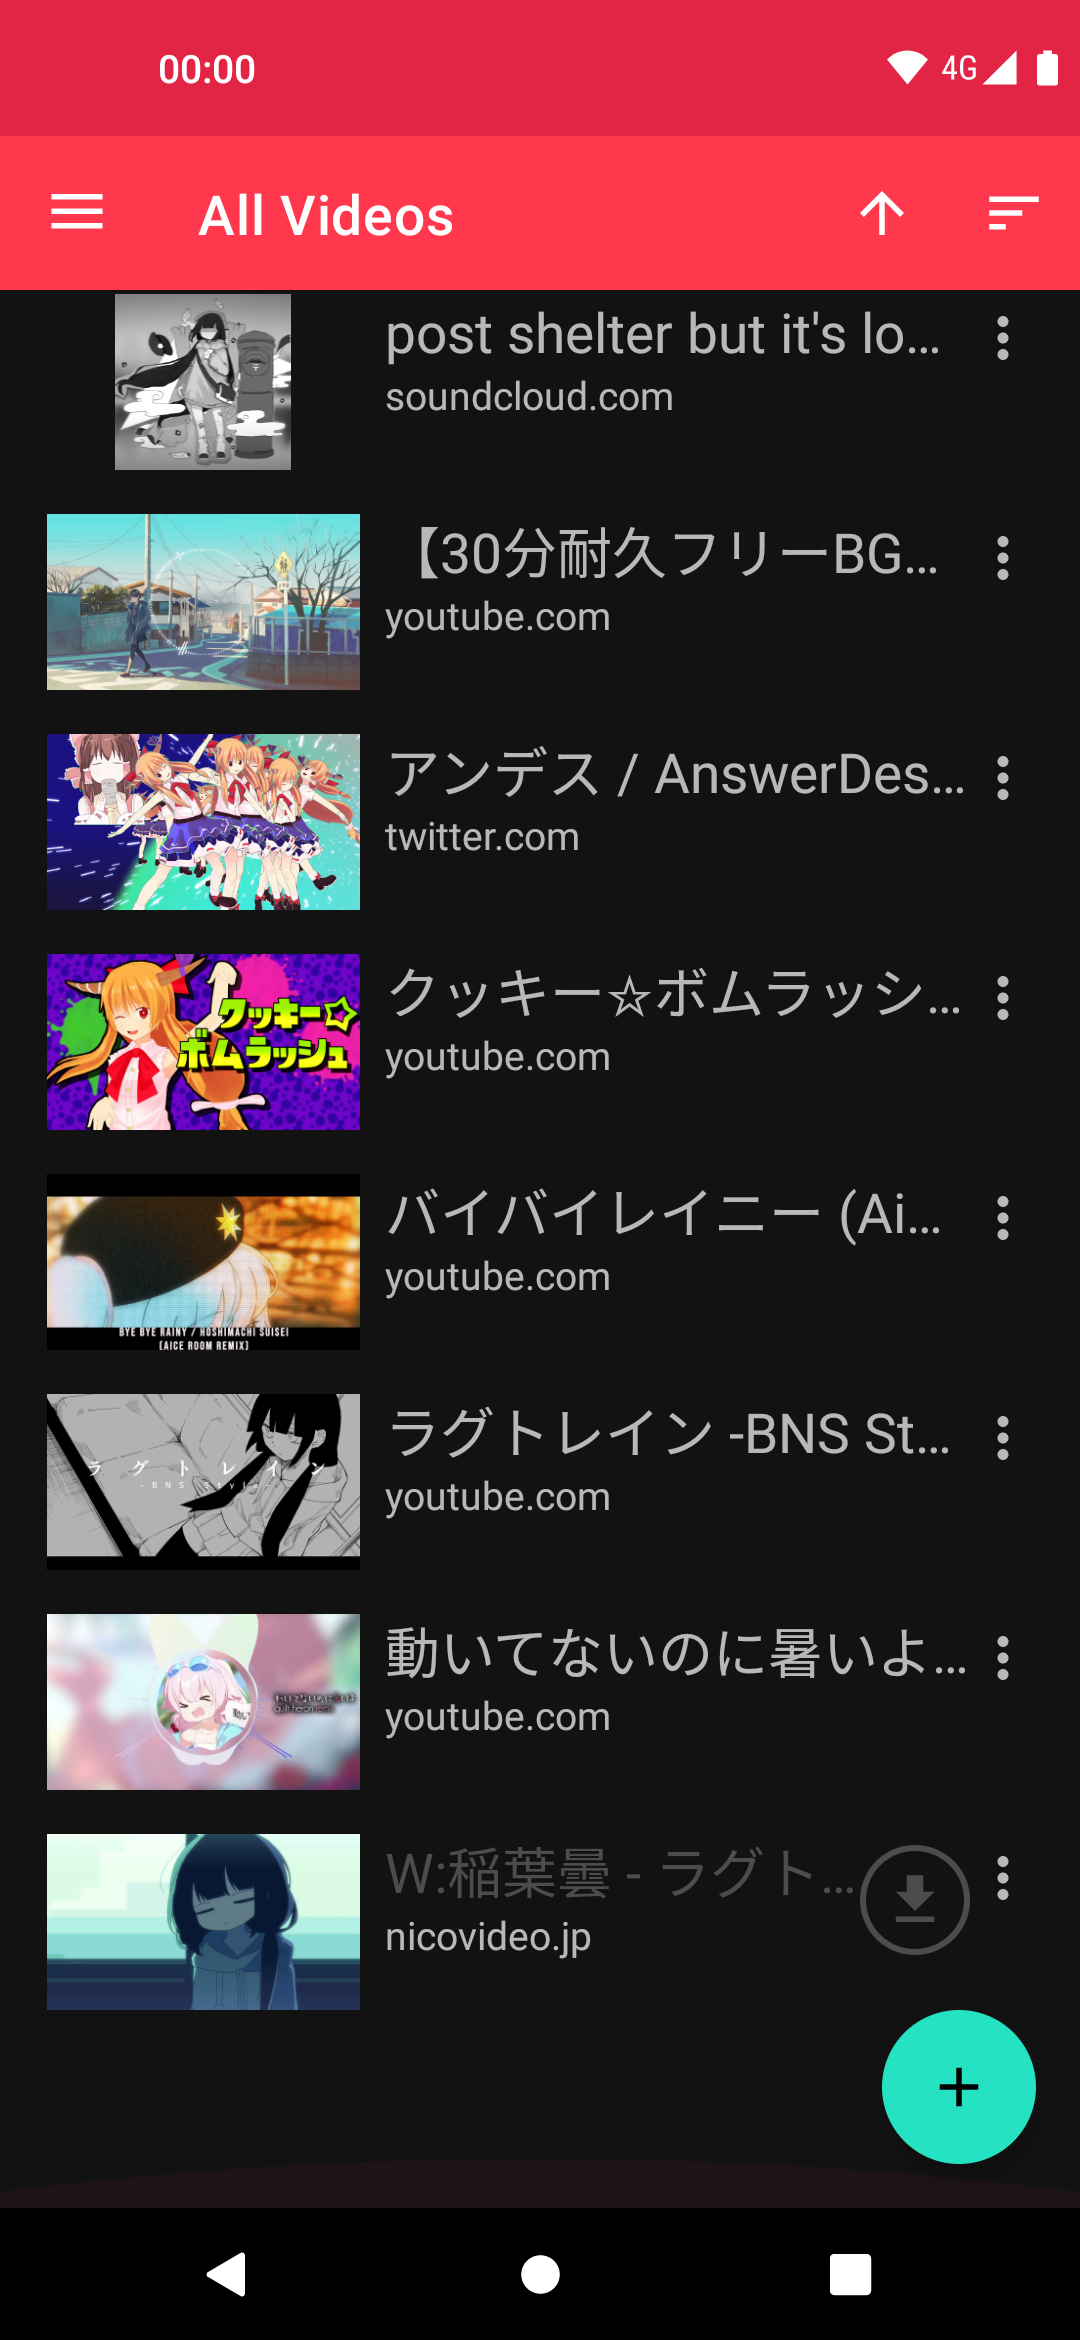 00:00
4G
All Videos
post shelter but it's lo...
soundcloud.com
【30分耐久フリーBG...
youtube.com
アンデス / AnswerDes...
twitter.com
クッキー☆
ボムラッシュ
クッキー☆ボムラッシ...
youtube.com
BYE BYE RAINY / HOSHIMACHI SUISEI
[AICE ROOM REMIX]
バイバイレイニー (Ai...
youtube.com
ラグトレイン
-BNS Style-
ラグトレイン -BNS St...
youtube.com
動いてないのに暑いよ...
youtube.com
W:稲葉曇 - ラグト...
nicovideo.jp